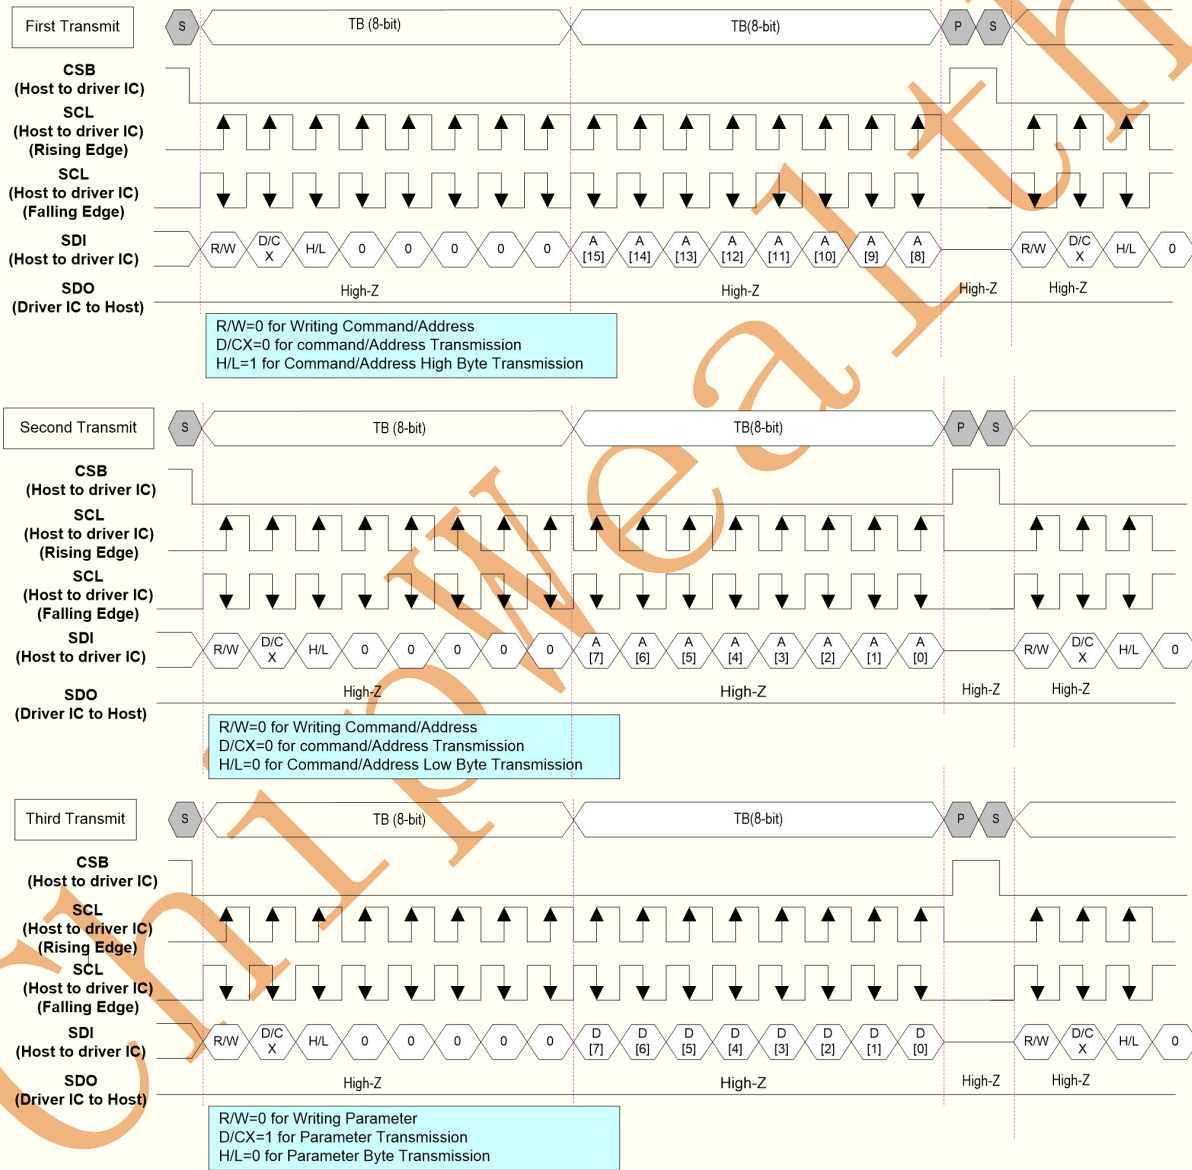 First Transmit
S
TB (8-bit)
TB(8-bit)
P
S
CSB
(Host to driver IC)
SCL
(Host to driver IC)
(Rising Edge)
SCL
(Host to driver IC)
(Falling Edge)
SDI
(Host to driver IC)
R/W D/C X H/L 0 0 0 0 0 A [15] A [14] A [13] A [12] A [11] A [10] A [9] A [8] R/W D/C X H/L 0
SDO
(Driver IC to Host)
High-Z High-Z High-Z High-Z
R/W=0 for Writing Command/Address
D/CX=0 for command/Address Transmission
H/L=1 for Command/Address High Byte Transmission
Second Transmit
S
TB (8-bit)
TB(8-bit)
P
S
CSB
(Host to driver IC)
SCL
(Host to driver IC)
(Rising Edge)
SCL
(Host to driver IC)
(Falling Edge)
SDI
(Host to driver IC)
R/W D/C X H/L 0 0 0 0 0 A [7] A [6] A [5] A [4] A [3] A [2] A [1] A [0] R/W D/C X H/L 0
SDO
(Driver IC to Host)
High-Z High-Z High-Z High-Z
R/W=0 for Writing Command/Address
D/CX=0 for command/Address Transmission
H/L=0 for Command/Address Low Byte Transmission
Third Transmit
S
TB (8-bit)
TB(8-bit)
P
S
CSB
(Host to driver IC)
SCL
(Host to driver IC)
(Rising Edge)
SCL
(Host to driver IC)
(Falling Edge)
SDI
(Host to driver IC)
R/W D/C X H/L 0 0 0 0 0 D [7] D [6] D [5] D [4] D [3] D [2] D [1] D [0] R/W D/C X H/L 0
SDO
(Driver IC to Host)
High-Z High-Z High-Z High-Z
R/W=0 for Writing Parameter
D/CX=1 for Parameter Transmission
H/L=0 for Parameter Byte Transmission
ChipWealth